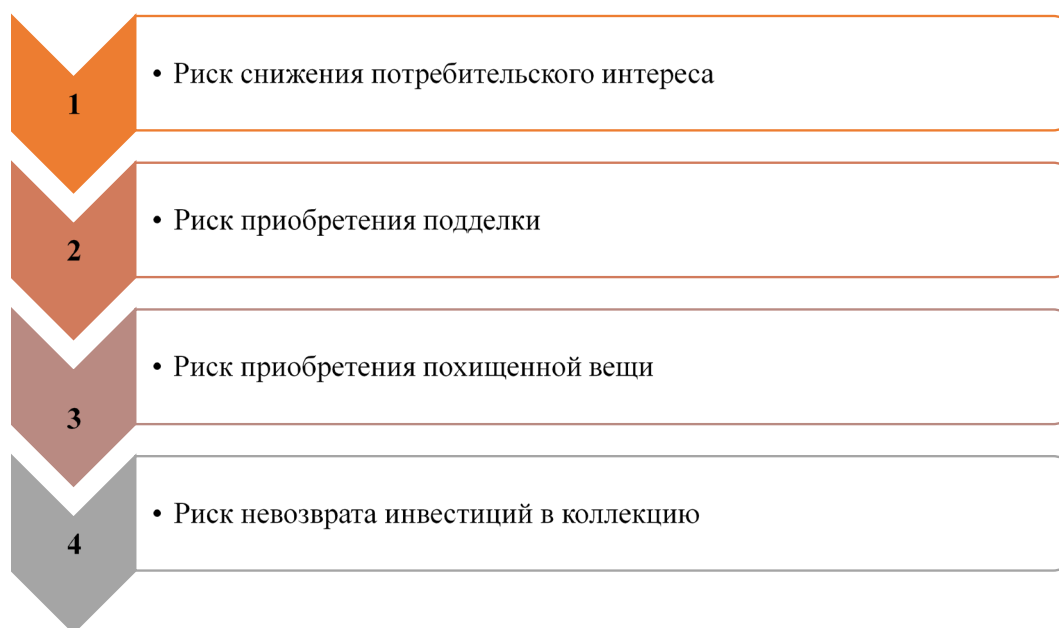 1
• Риск снижения потребительского интереса
2
• Риск приобретения подделки
3
• Риск приобретения похищенной вещи
4
• Риск невозврата инвестиций в коллекцию